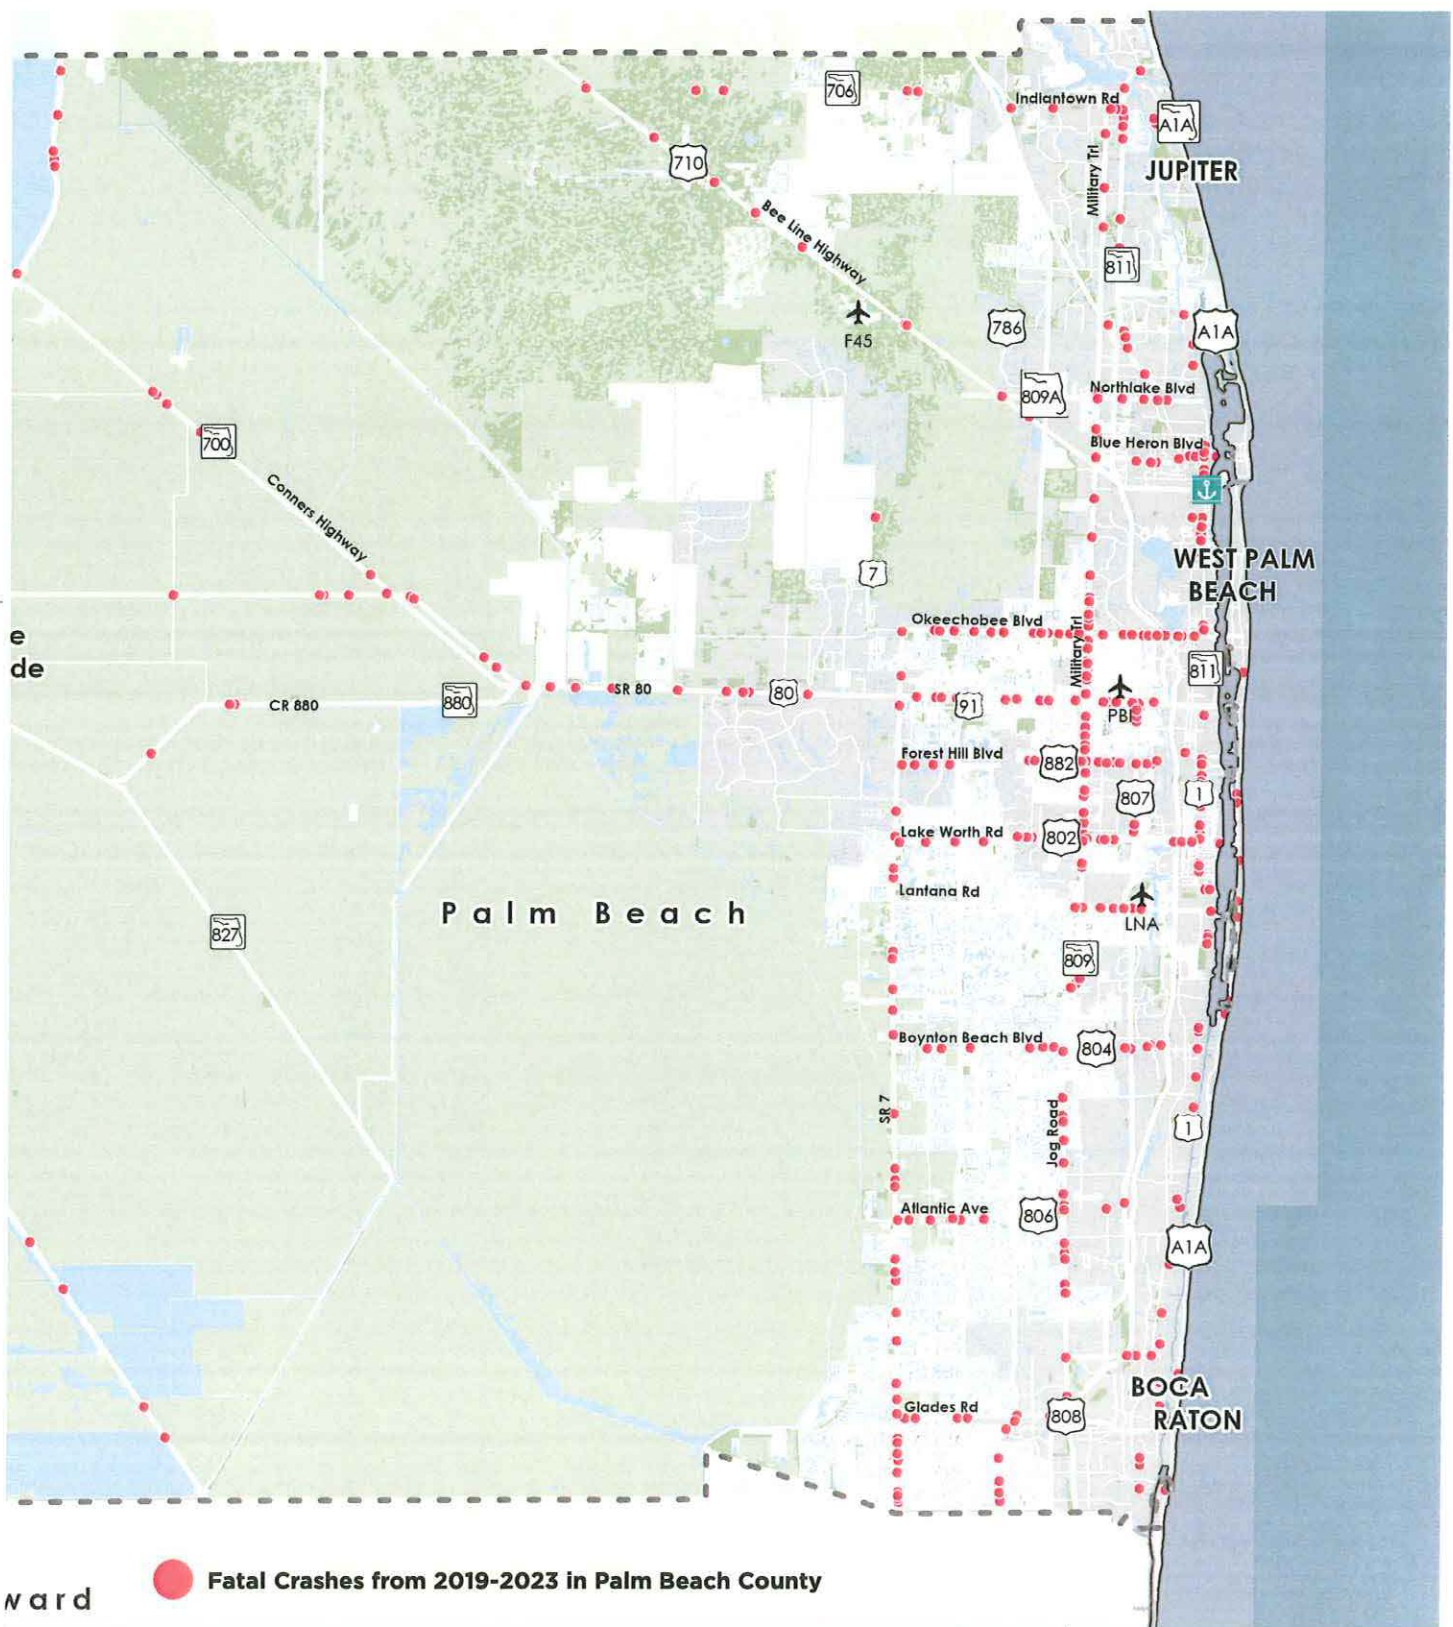 706
Indiantown Rd
A1A
710
Military Trl
JUPITER
Bee Line Highway
811
F45
786
A1A
809A
Northlake Blvd
700
Blue Heron Blvd
Conners Highway
7
WEST PALM
BEACH
Okeechobee Blvd
e
de
Military Trl
811
880
SR 80
80
CR 880
91
PBI
Forest Hill Blvd
882
807
1
Lake Worth Rd
802
Lantana Rd
Palm Beach
LNA
827
809
Boynton Beach Blvd
804
SR 7
Jog Road
1
Atlantic Ave
806
A1A
BOCA
RATON
Glades Rd
808
Fatal Crashes from 2019-2023 in Palm Beach County
ward